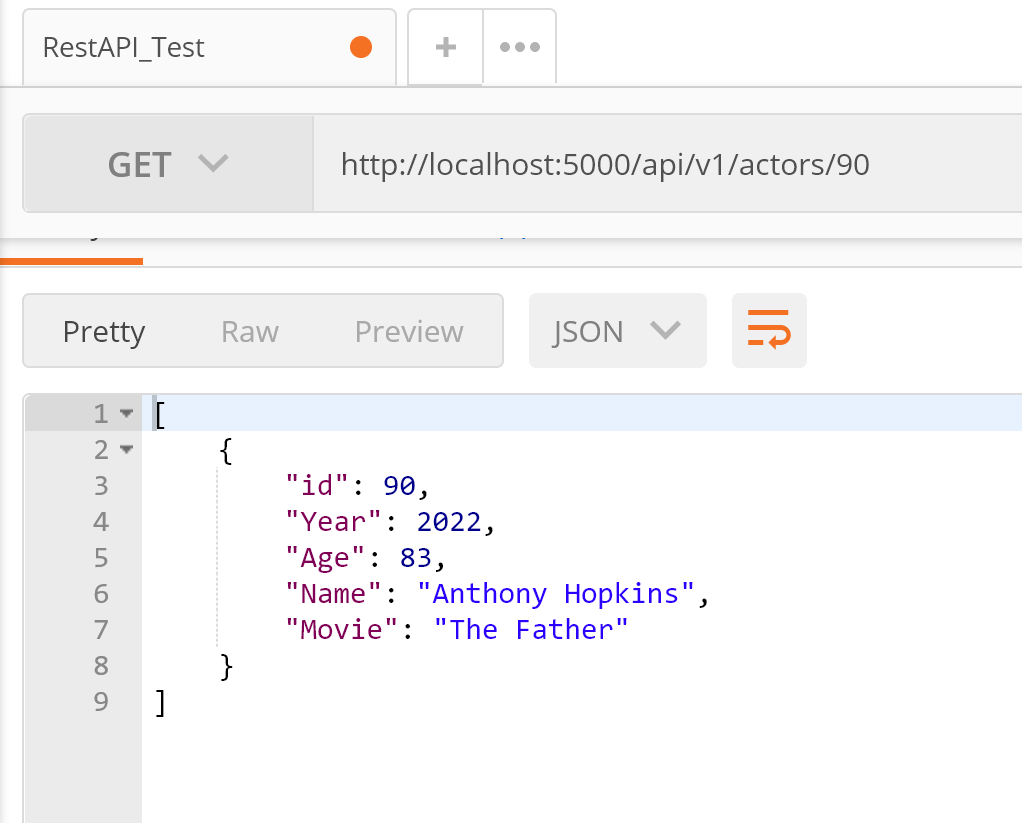 RestAPI_Test
GET http://localhost:5000/api/v1/actors/90
Pretty Raw Preview JSON
1 [
2 {
3 "id": 90,
4 "Year": 2022,
5 "Age": 83,
6 "Name": "Anthony Hopkins",
7 "Movie": "The Father"
8 }
9 ]